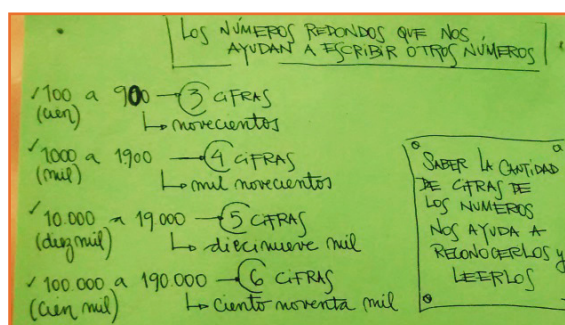 LOS NÚMEROS REDONDOS QUE NOS
AYUDAN A ESCRIBIR OTROS NÚMEROS
✓100 a 900 → 3 CIFRAS
(cien) ↳ novecientos
✓1000 a 1900 → 4 CIFRAS
(mil) ↳ mil novecientos
✓10.000 a 19.000 → 5 CIFRAS
(diez mil) ↳ diecinueve mil
✓100.000 a 190.000 → 6 CIFRAS
(cien mil) ↳ ciento noventa mil
SABER LA CANTIDAD
DE CIFRAS DE
LOS NUMEROS
NOS AYUDA A
RECONOCERLOS y
LEERLOS